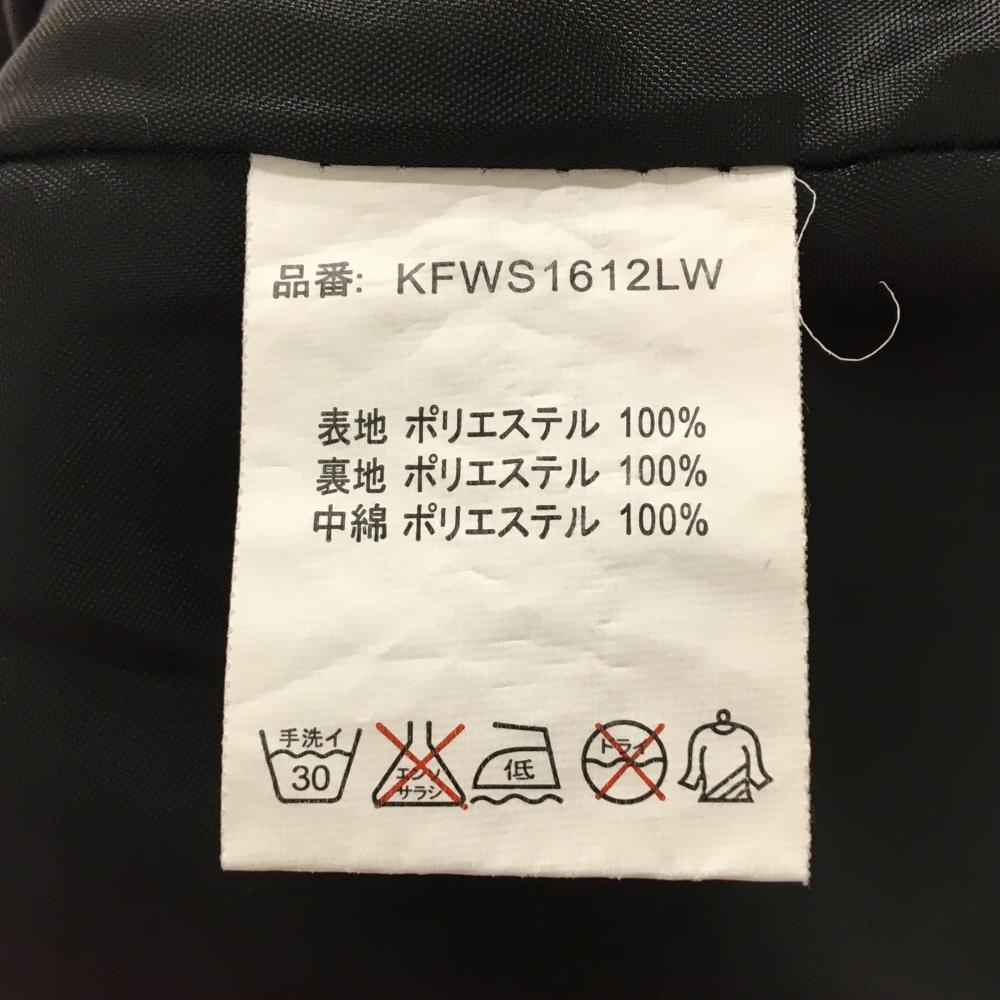 品番: KFWS1612LW
表地 ポリエステル 100%
裏地 ポリエステル 100%
中綿 ポリエステル 100%
手洗イ
30
エンソ
サラシ
低
ドライ